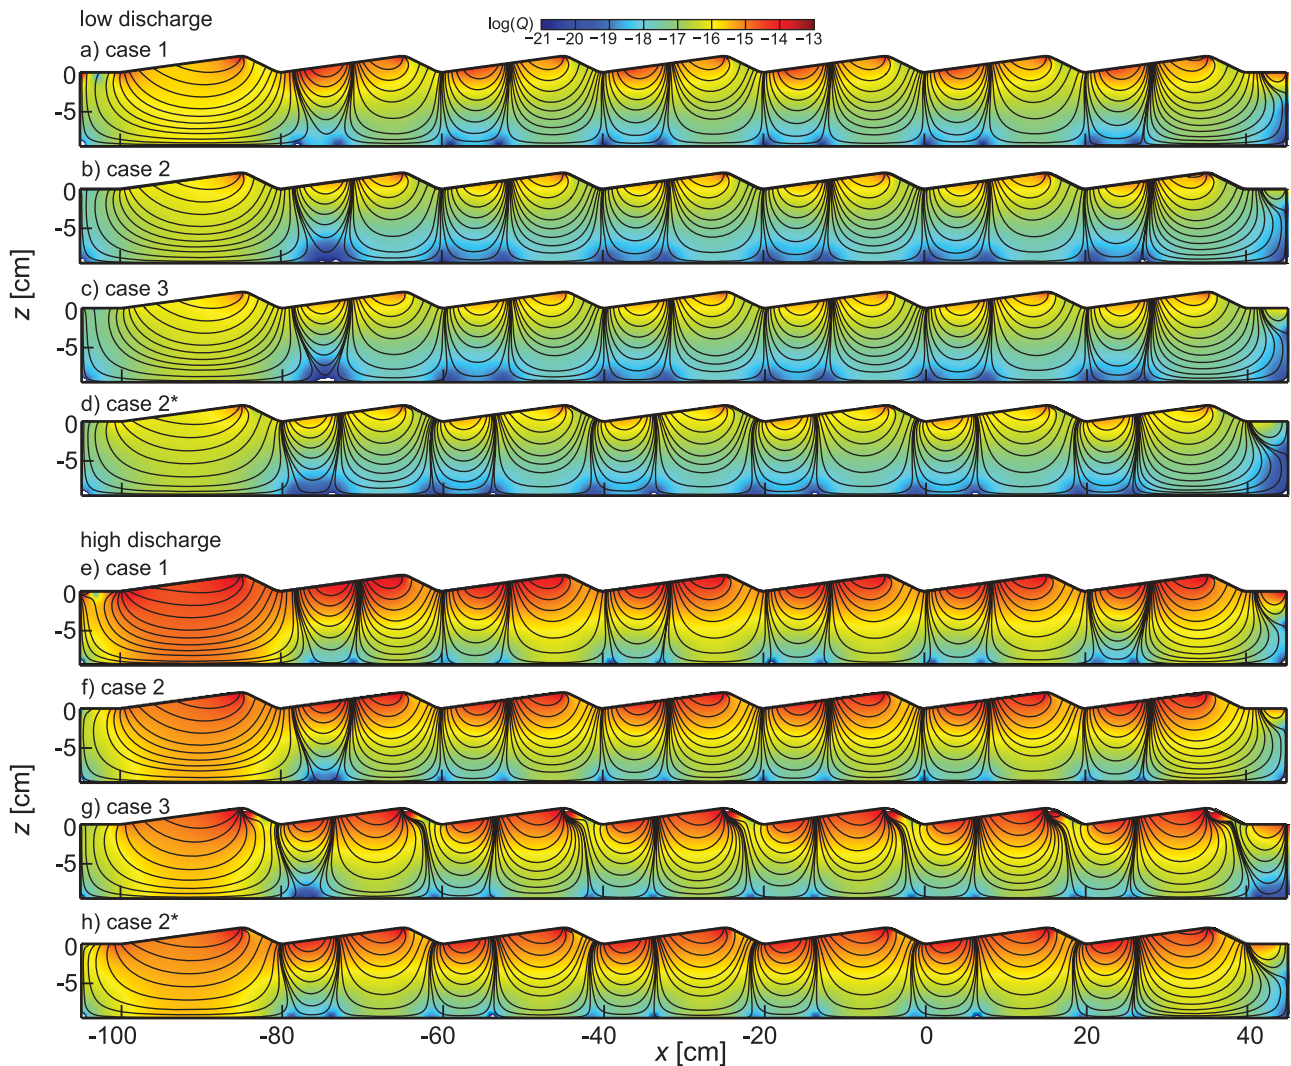 low discharge
log(Q)
−21 −20 −19 −18 −17 −16 −15 −14 −13
a) case 1
0
-5
b) case 2
0
-5
c) case 3
0
-5
d) case 2*
0
-5
z [cm]
high discharge
e) case 1
0
-5
f) case 2
0
-5
g) case 3
0
-5
h) case 2*
0
-5
z [cm]
-100 -80 -60 -40 -20 0 20 40
x [cm]